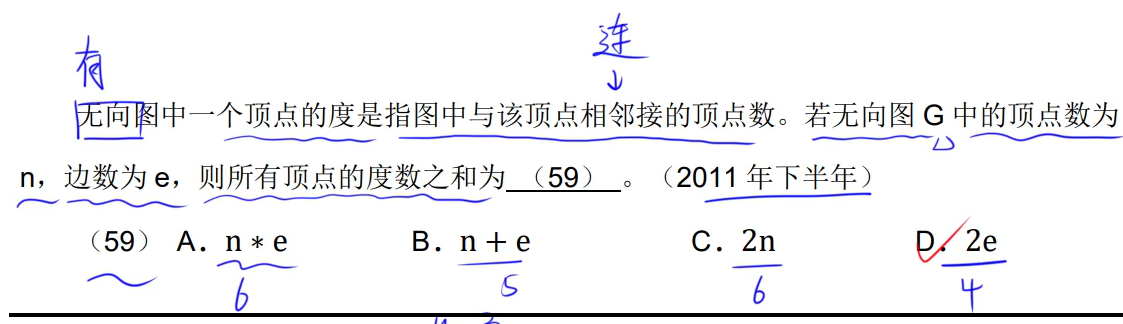 有 连
无向图中一个顶点的度是指图中与该顶点相邻接的顶点数。若无向图 G 中的顶点数为
n，边数为 e，则所有顶点的度数之和为 （59） 。（2011 年下半年）
（59） A. n * e B. n + e C. 2n D. 2e
6 5 6 4